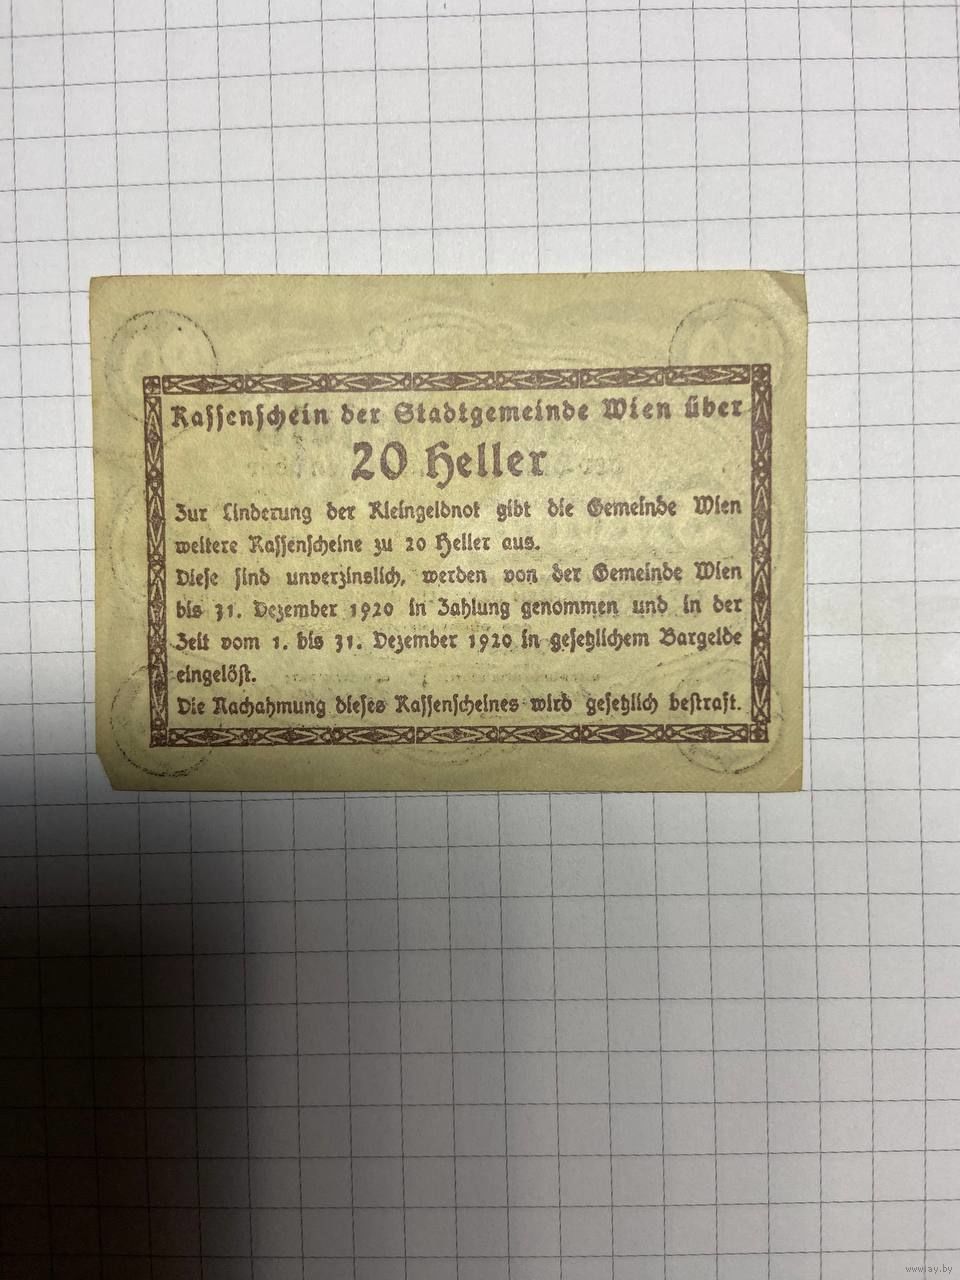 Kassenschein der Stadtgemeinde Wien über
20 Heller
Zur Linderung der Kleingeldnot gibt die Gemeinde Wien
weitere Kassenscheine zu 20 Heller aus.
Diese sind unverzinslich, werden von der Gemeinde Wien
bis 31. Dezember 1920 in Zahlung genommen und in der
Zeit vom 1. bis 31. Dezember 1920 in gesetzlichem Bargelde
eingelöst.
Die Nachahmung dieses Kassenscheines wird gesetzlich bestraft.
www.ay.by